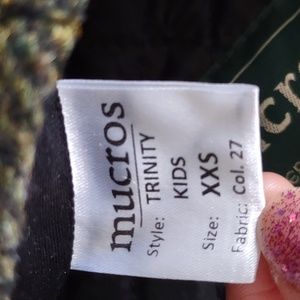 mucros
Style: TRINITY
KIDS
Size: XXS
Fabric: Col. 27